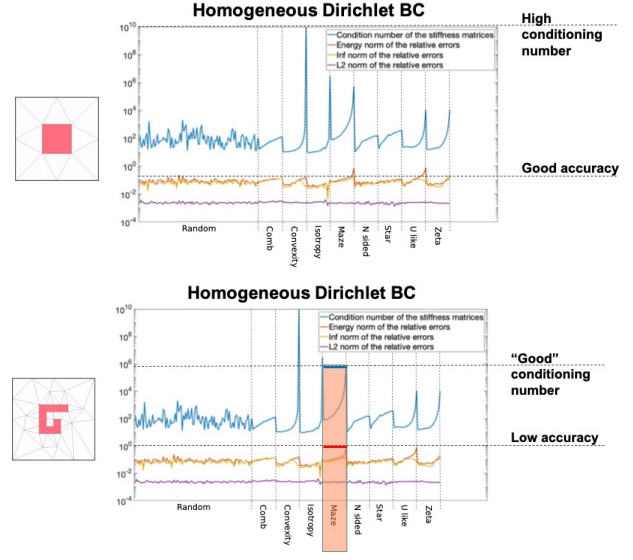 Homogeneous Dirichlet BC
10^10
10^8
10^6
10^4
10^2
10^0
10^-2
10^-4
Condition number of the stiffness matrices
Energy norm of the relative errors
Inf norm of the relative errors
L2 norm of the relative errors
High
conditioning
number
Good accuracy
Random
Comb
Convexity
Isotropy
Maze
N sided
Star
U like
Zeta
Homogeneous Dirichlet BC
10^10
10^8
10^6
10^4
10^2
10^0
10^-2
10^-4
Condition number of the stiffness matrices
Energy norm of the relative errors
Inf norm of the relative errors
L2 norm of the relative errors
“Good”
conditioning
number
Low accuracy
Random
Comb
Convexity
Isotropy
Maze
N sided
Star
U like
Zeta